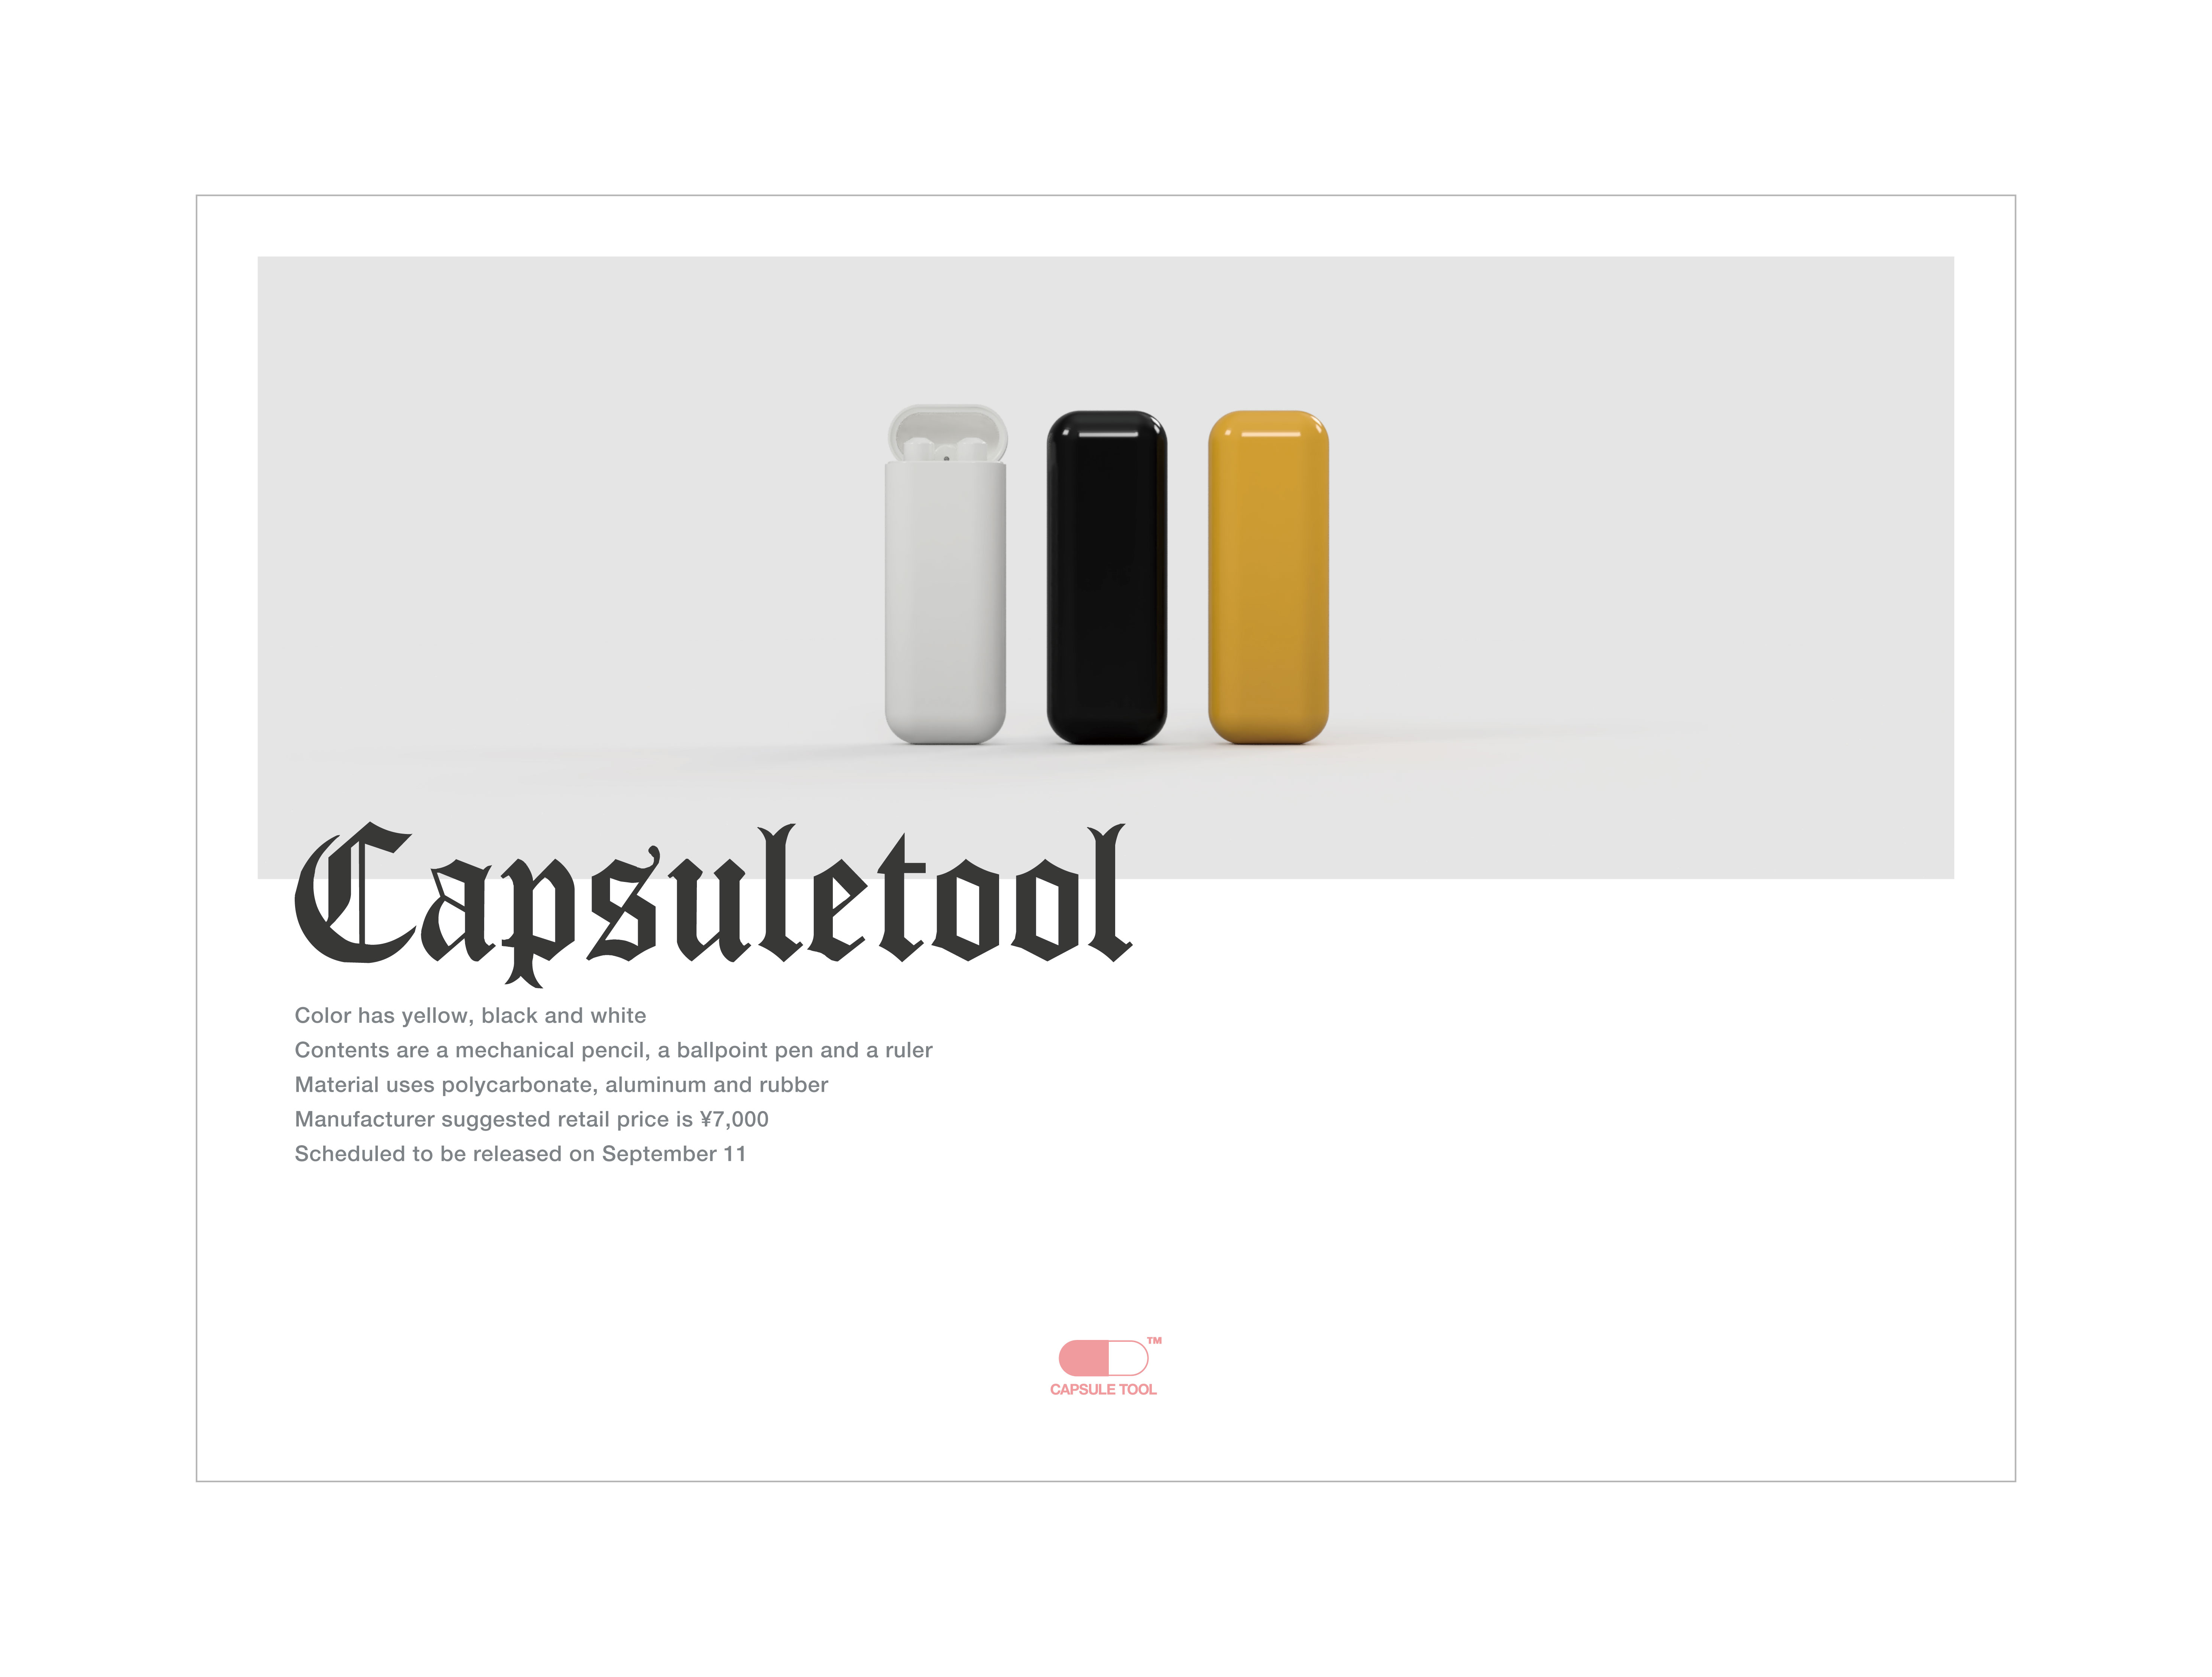 Capsuletool
Color has yellow, black and white
Contents are a mechanical pencil, a ballpoint pen and a ruler
Material uses polycarbonate, aluminum and rubber
Manufacturer suggested retail price is ¥7,000
Scheduled to be released on September 11
TM
CAPSULE TOOL